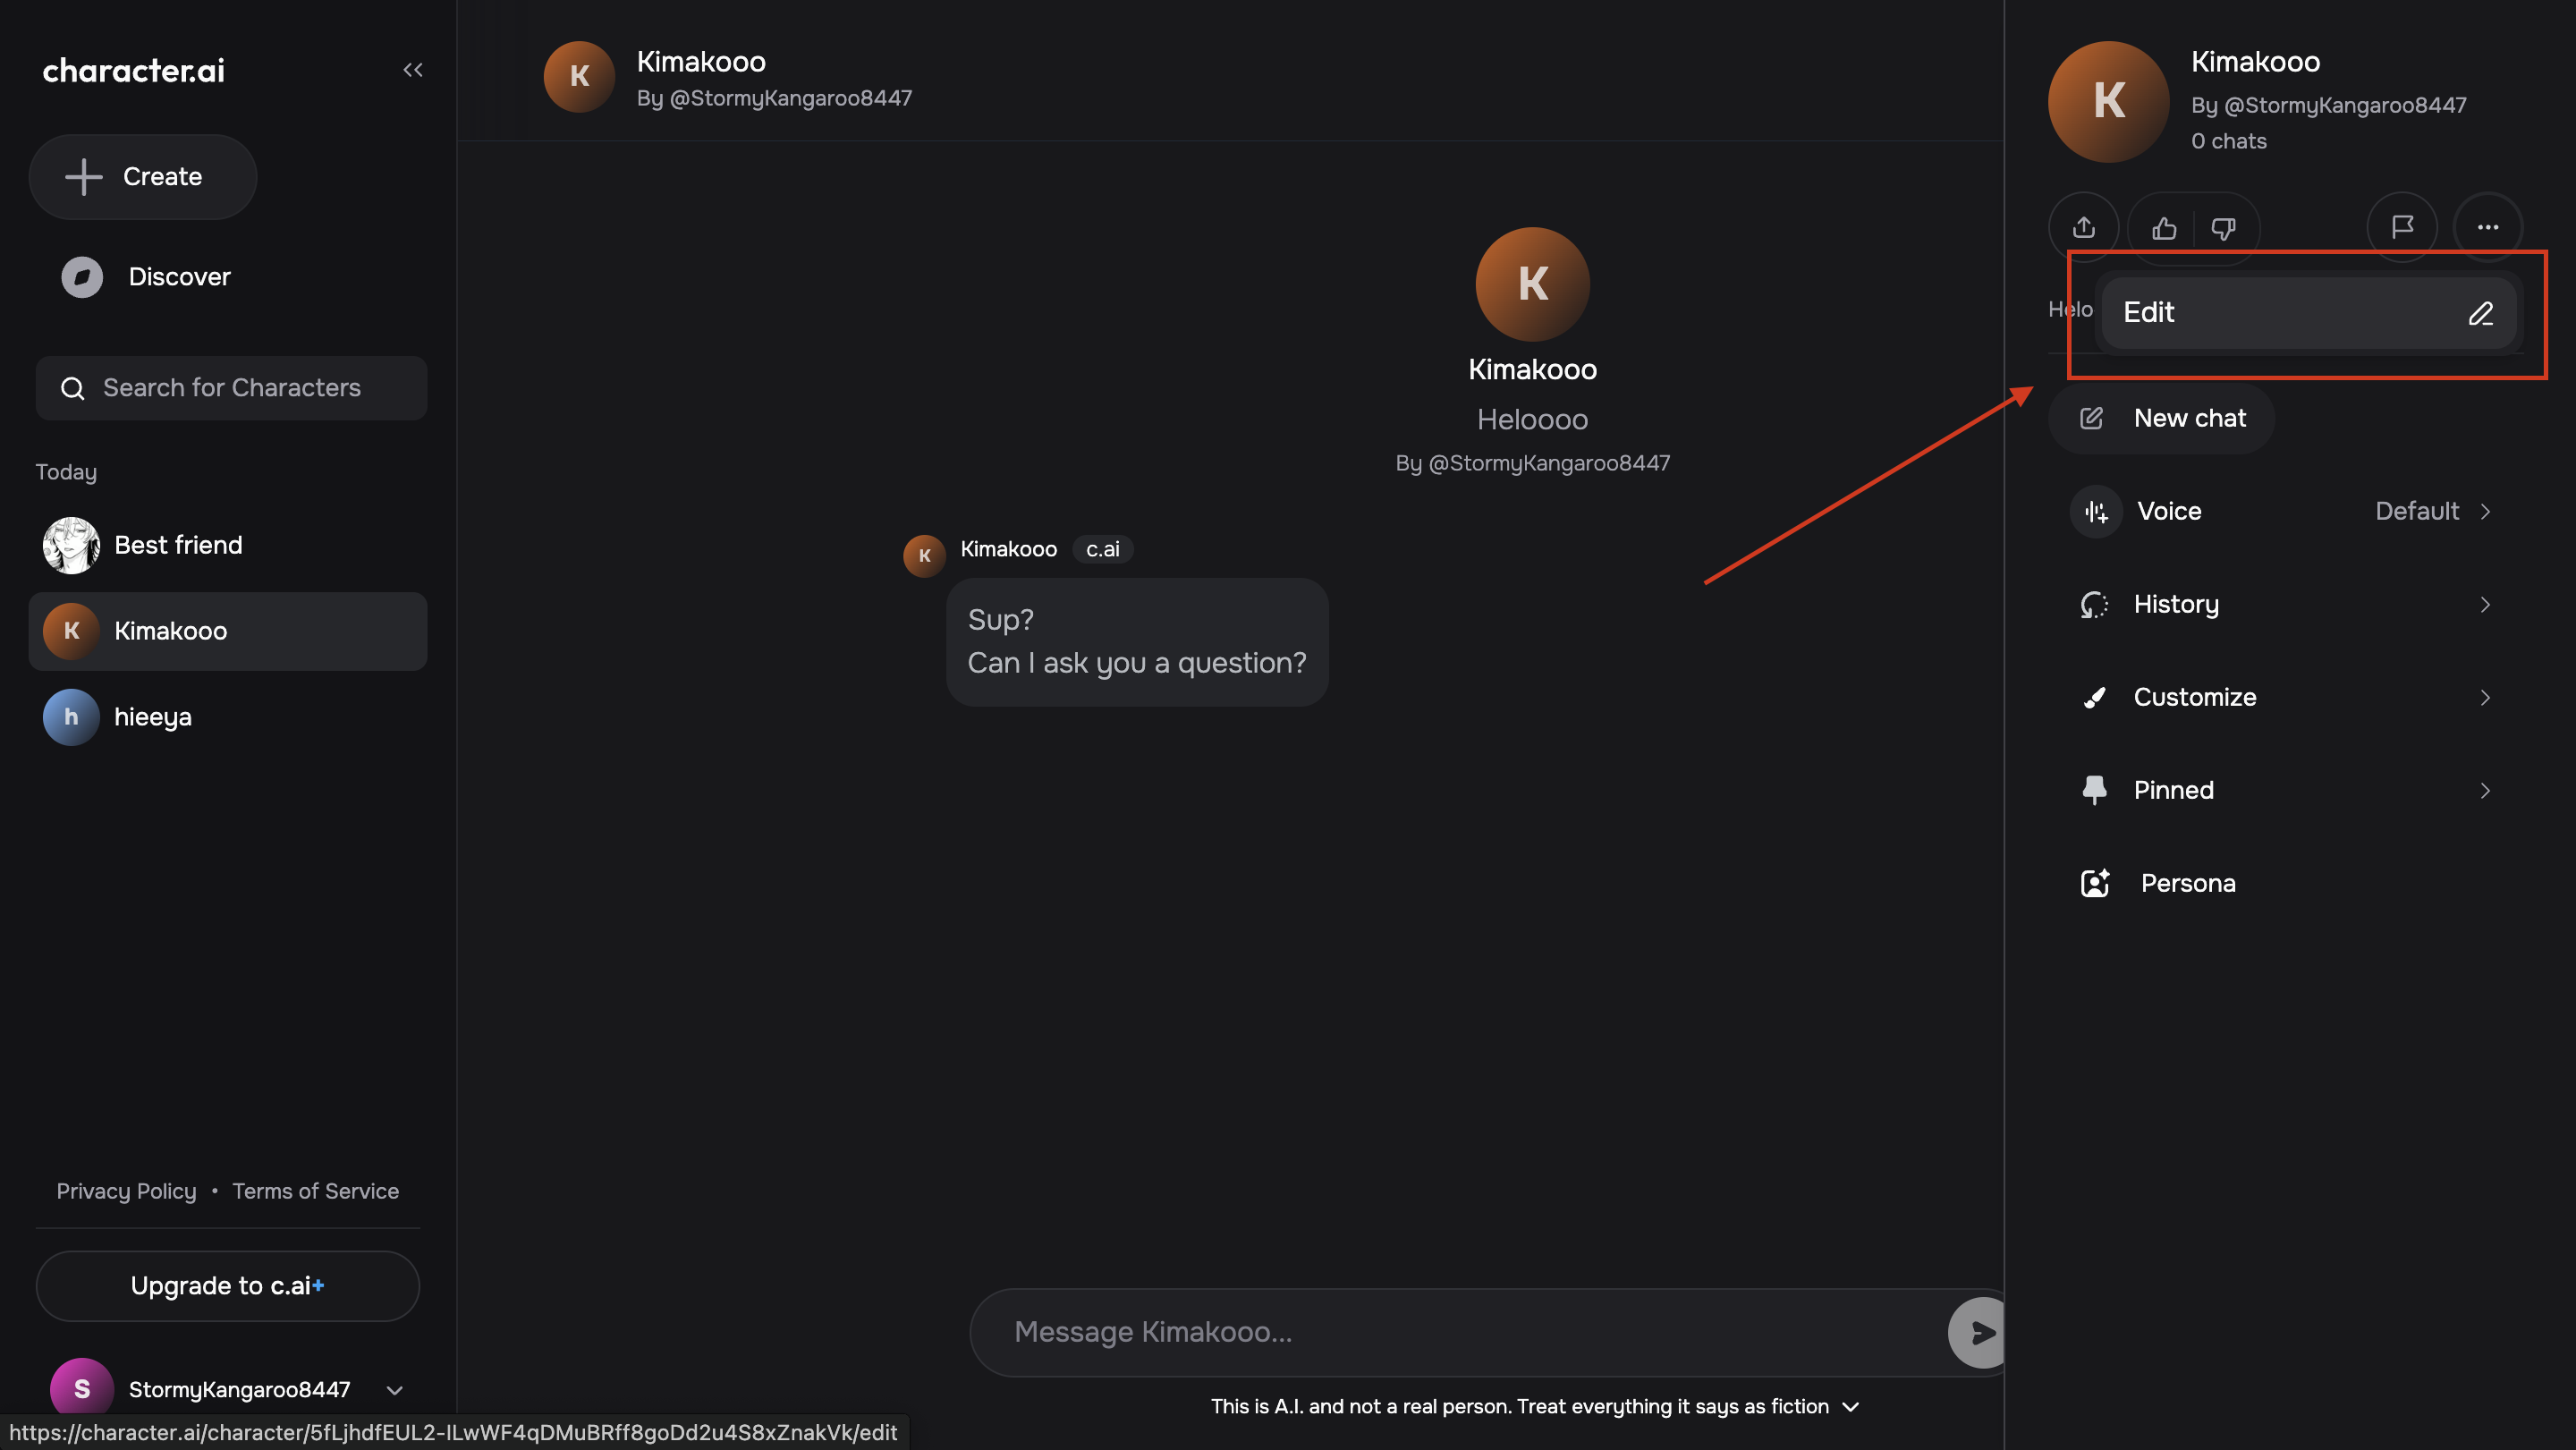 character.ai
Create
Discover
Search for Characters
Today
Best friend
K
Kimakooo
h
hieeya
Privacy Policy • Terms of Service
Upgrade to c.ai+
S
StormyKangaroo8447
https://character.ai/character/5fLjhdfEUL2-ILwWF4qDMuBRff8goDd2u4S8xZnakVk/edit
K
Kimakooo
By @StormyKangaroo8447
K
Kimakooo
Heloooo
By @StormyKangaroo8447
K
Kimakooo c.ai
Sup?
Can I ask you a question?
Message Kimakooo...
This is A.I. and not a real person. Treat everything it says as fiction
K
Kimakooo
By @StormyKangaroo8447
0 chats
Helo
Edit
New chat
Voice Default
History
Customize
Pinned
Persona